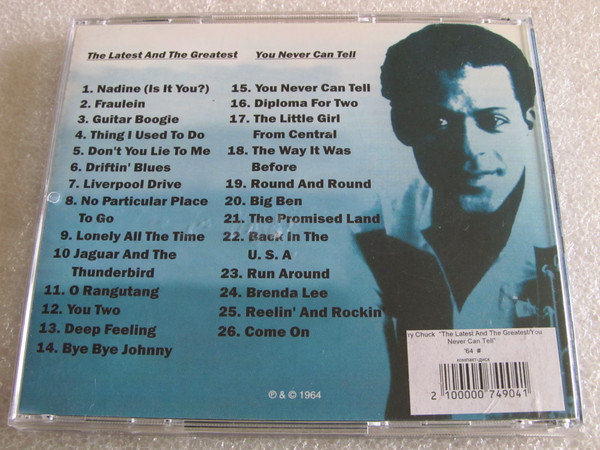 The Latest And The Greatest
1. Nadine (Is It You?)
2. Fraulein
3. Guitar Boogie
4. Thing I Used To Do
5. Don't You Lie To Me
6. Driftin' Blues
7. Liverpool Drive
8. No Particular Place
To Go
9. Lonely All The Time
10 Jaguar And The
Thunderbird
11. O Rangutang
12. You Two
13. Deep Feeling
14. Bye Bye Johnny
You Never Can Tell
15. You Never Can Tell
16. Diploma For Two
17. The Little Girl
From Central
18. The Way It Was
Before
19. Round And Round
20. Big Ben
21. The Promised Land
22. Back In The
U. S. A
23. Run Around
24. Brenda Lee
25. Reelin' And Rockin'
26. Come On
℗ & © 1964
ry Chuck "The Latest And The Greatest/You
Never Can Tell"
'64 #
КОМПАКТ-ДИСК
2 100000 749041